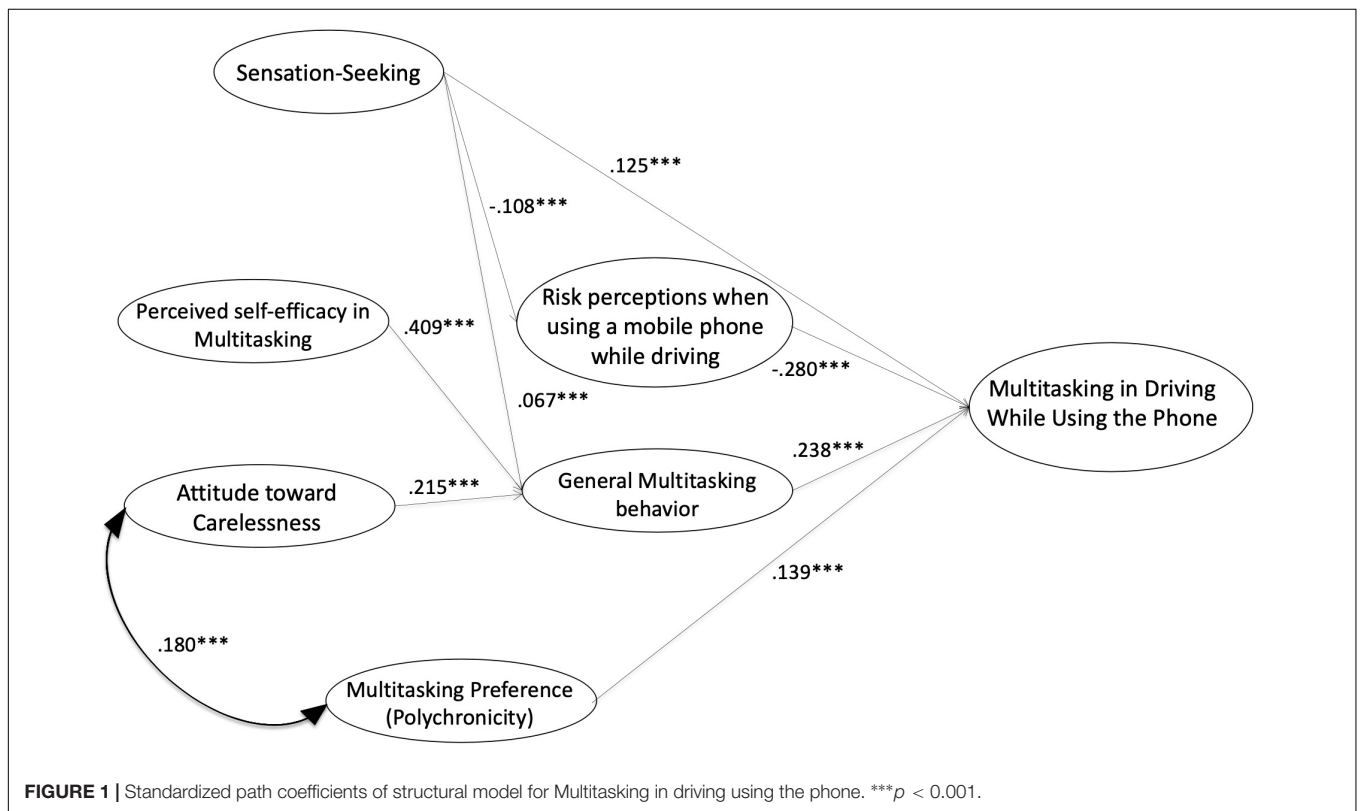 Sensation-Seeking
.125***
-.108***
Perceived self-efficacy in
Multitasking
.409***
Risk perceptions when
using a mobile phone
while driving
-.280***
.067***
Multitasking in Driving
While Using the Phone
.238***
Attitude toward
Carelessness
.215***
General Multitasking
behavior
.139***
.180***
Multitasking Preference
(Polychronicity)
FIGURE 1 | Standardized path coefficients of structural model for Multitasking in driving using the phone. ***p < 0.001.